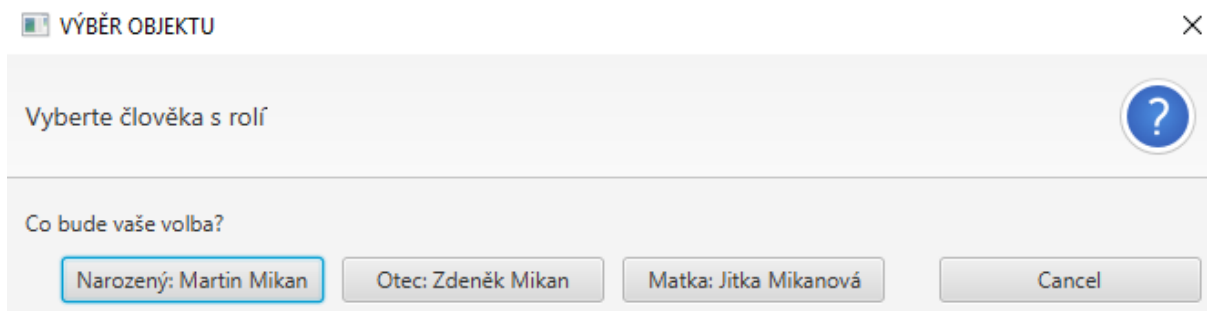 VÝBĚR OBJEKTU
Vyberte člověka s rolí
?
Co bude vaše volba?
Narozený: Martin Mikan Otec: Zdeněk Mikan Matka: Jitka Mikanová Cancel